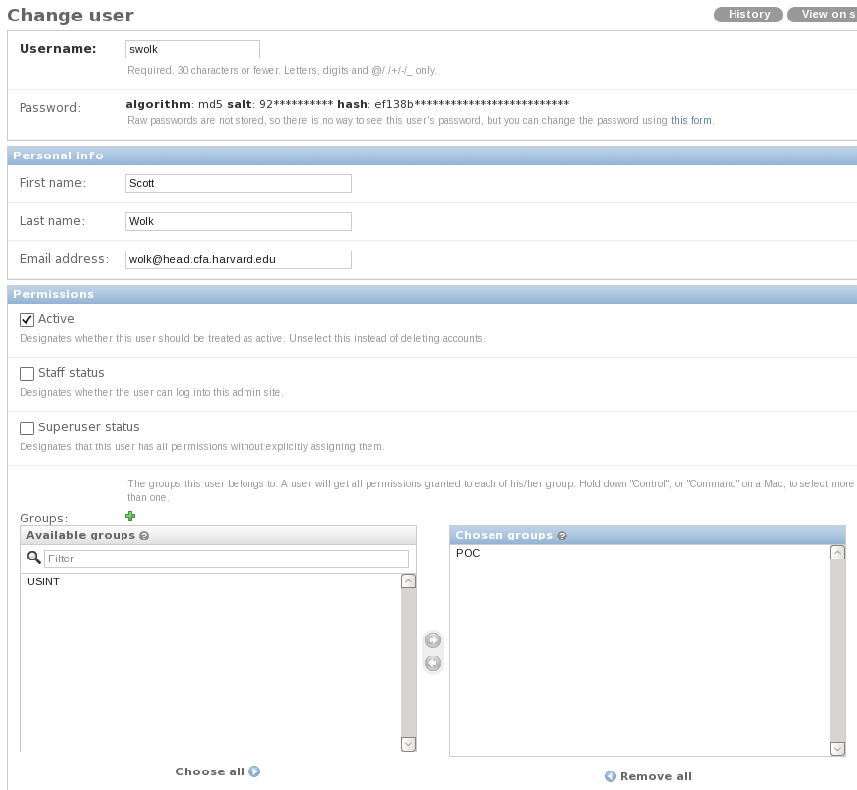 Change user
History
View on s
Username:
swolk
Required. 30 characters or fewer. Letters, digits and @/./+/-/_ only.
Password:
algorithm: md5 salt: 92********** hash: ef138b**************************
Raw passwords are not stored, so there is no way to see this user's password, but you can change the password using this form.
Personal info
First name:
Scott
Last name:
Wolk
Email address:
wolk@head.cfa.harvard.edu
Permissions
Active
Designates whether this user should be treated as active. Unselect this instead of deleting accounts.
Staff status
Designates whether the user can log into this admin site.
Superuser status
Designates that this user has all permissions without explicitly assigning them.
The groups this user belongs to. A user will get all permissions granted to each of his/her group. Hold down "Control", or "Command" on a Mac, to select more
than one.
Groups:
Available groups
Filter
USINT
Choose all
Chosen groups
POC
Remove all